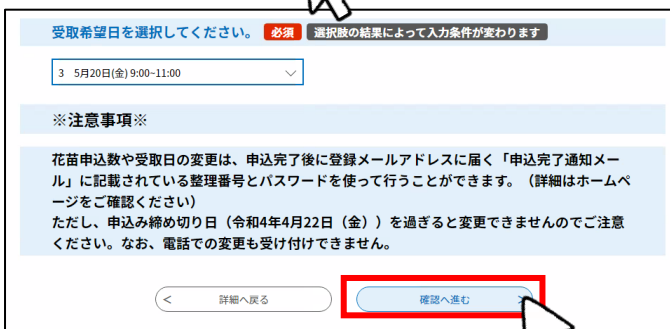 受取希望日を選択してください。 必須 選択肢の結果によって入力条件が変わります
3 5月20日(金) 9:00~11:00
※注意事項※
花苗申込数や受取日の変更は、申込完了後に登録メールアドレスに届く「申込完了通知メー
ル」に記載されている整理番号とパスワードを使って行うことができます。（詳細はホームペ
ージをご確認ください）
ただし、申込み締め切り日（令和4年4月22日（金））を過ぎると変更できませんのでご注意
ください。なお、電話での変更も受け付けできません。
< 詳細へ戻る 確認へ進む >